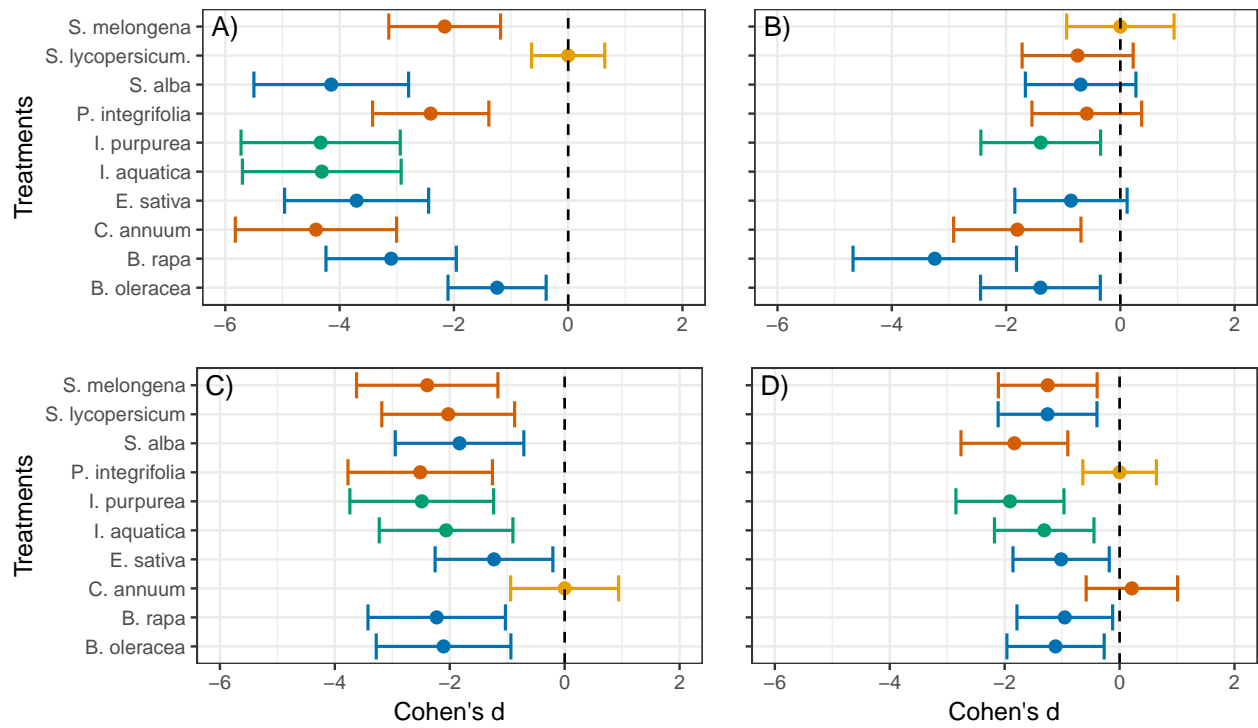 A)
B)
Treatments
S. melongena
S. lycopersicum.
S. alba
P. integrifolia
I. purpurea
I. aquatica
E. sativa
C. annuum
B. rapa
B. oleracea
−6 −4 −2 0 2
−6 −4 −2 0 2
C)
D)
Treatments
S. melongena
S. lycopersicum
S. alba
P. integrifolia
I. purpurea
I. aquatica
E. sativa
C. annuum
B. rapa
B. oleracea
−6 −4 −2 0 2
−6 −4 −2 0 2
Cohen's d
Cohen's d